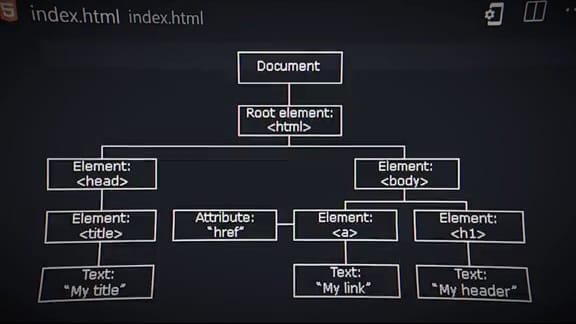 index.html index.html
Document
Root element:
<html>
Element:
<head>
Element:
<body>
Element:
<title>
Attribute:
"href"
Element:
<a>
Element:
<h1>
Text:
"My title"
Text:
"My link"
Text:
"My header"